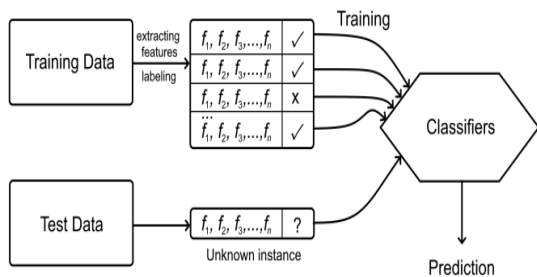 Training
Training Data
extracting
features
labeling
f1, f2, f3,...,fn ✓
f1, f2, f3,...,fn ✓
f1, f2, f3,...,fn x
...
f1, f2, f3,...,fn ✓
Classifiers
Test Data
f1, f2, f3,...,fn ?
Unknown instance
Prediction